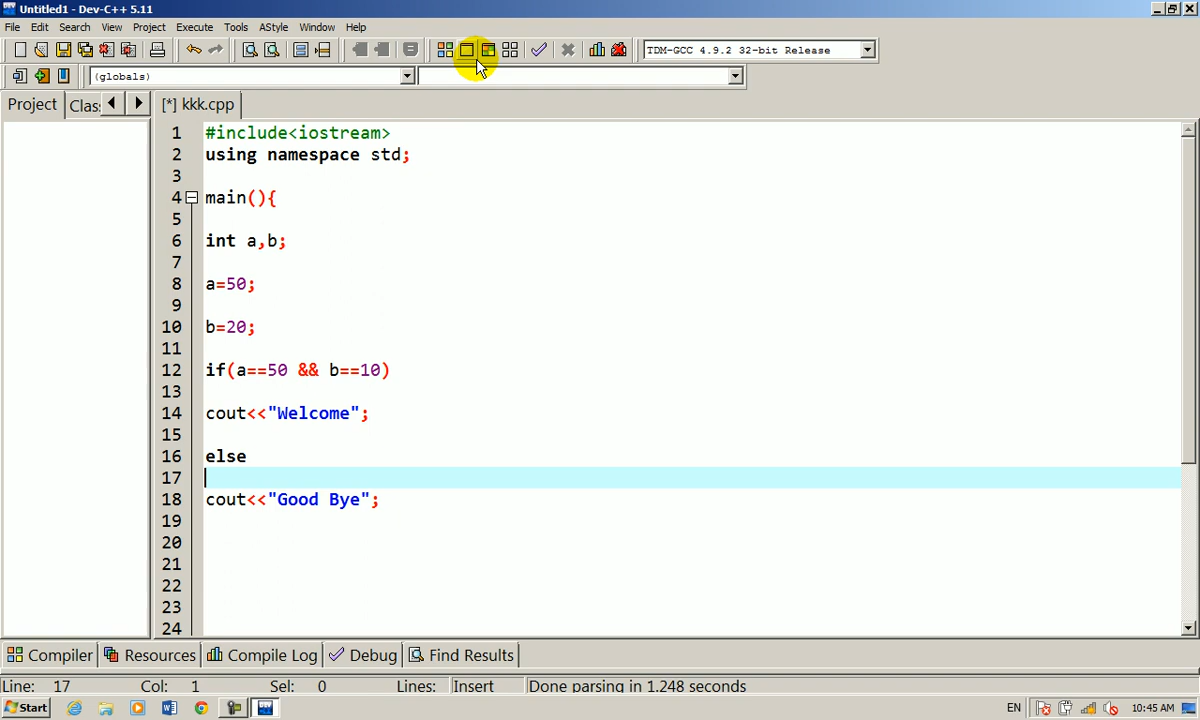 Untitled1 - Dev-C++ 5.11
File Edit Search View Project Execute Tools AStyle Window Help
TDM-GCC 4.9.2 32-bit Release
(globals)
Project Clas [*] kkk.cpp
1 #include<iostream>
2 using namespace std;
3
4 main(){
5
6 int a,b;
7
8 a=50;
9
10 b=20;
11
12 if(a==50 && b==10)
13
14 cout<<"Welcome";
15
16 else
17
18 cout<<"Good Bye";
19
20
21
22
23
24
Compiler Resources Compile Log Debug Find Results
Line: 17 Col: 1 Sel: 0 Lines: Insert Done parsing in 1.248 seconds
Start EN 10:45 AM